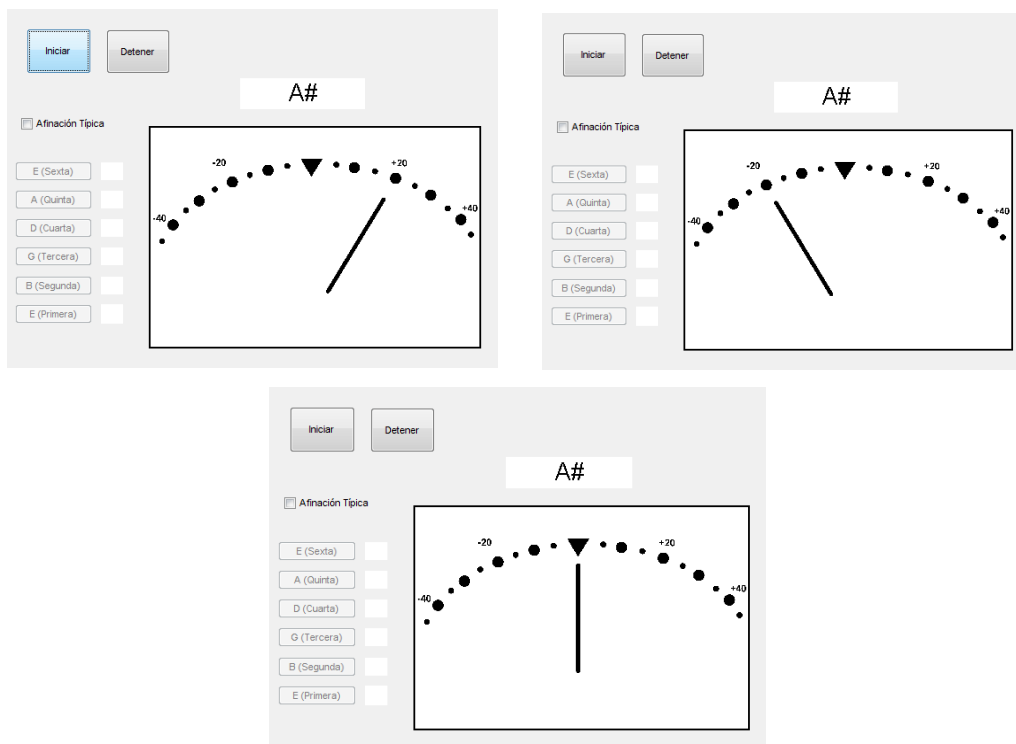 Iniciar
Detener
A#
Afinación Típica
-20
+20
-40
+40
E (Sexta)
A (Quinta)
D (Cuarta)
G (Tercera)
B (Segunda)
E (Primera)
Iniciar
Detener
A#
Afinación Típica
-20
+20
-40
+40
E (Sexta)
A (Quinta)
D (Cuarta)
G (Tercera)
B (Segunda)
E (Primera)
Iniciar
Detener
A#
Afinación Típica
-20
+20
-40
+40
E (Sexta)
A (Quinta)
D (Cuarta)
G (Tercera)
B (Segunda)
E (Primera)